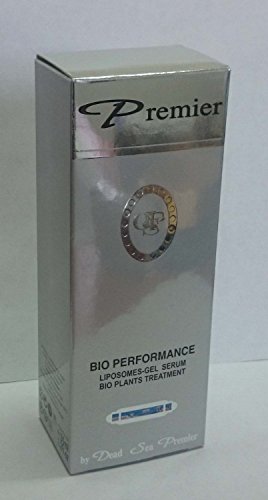 Premier
BIO PERFORMANCE
LIPOSOMES-GEL SERUM
BIO PLANTS TREATMENT
by Dead Sea Premier